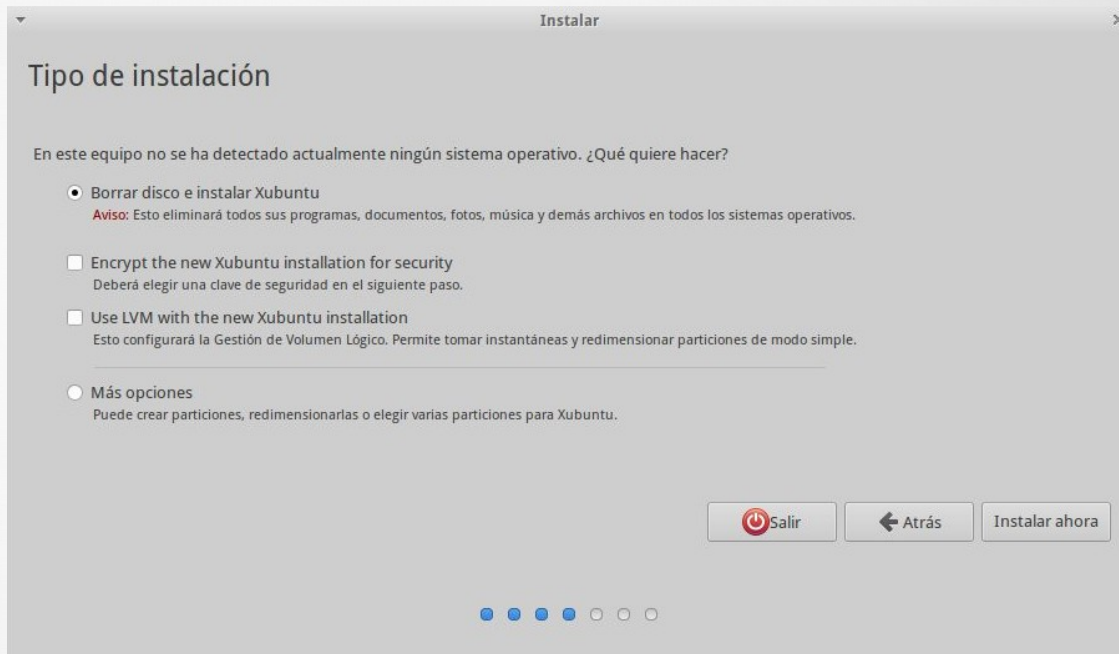 Instalar
Tipo de instalación
En este equipo no se ha detectado actualmente ningún sistema operativo. ¿Qué quiere hacer?
Borrar disco e instalar Xubuntu
Aviso: Esto eliminará todos sus programas, documentos, fotos, música y demás archivos en todos los sistemas operativos.
Encrypt the new Xubuntu installation for security
Deberá elegir una clave de seguridad en el siguiente paso.
Use LVM with the new Xubuntu installation
Esto configurará la Gestión de Volumen Lógico. Permite tomar instantáneas y redimensionar particiones de modo simple.
Más opciones
Puede crear particiones, redimensionarlas o elegir varias particiones para Xubuntu.
Salir
Atrás
Instalar ahora